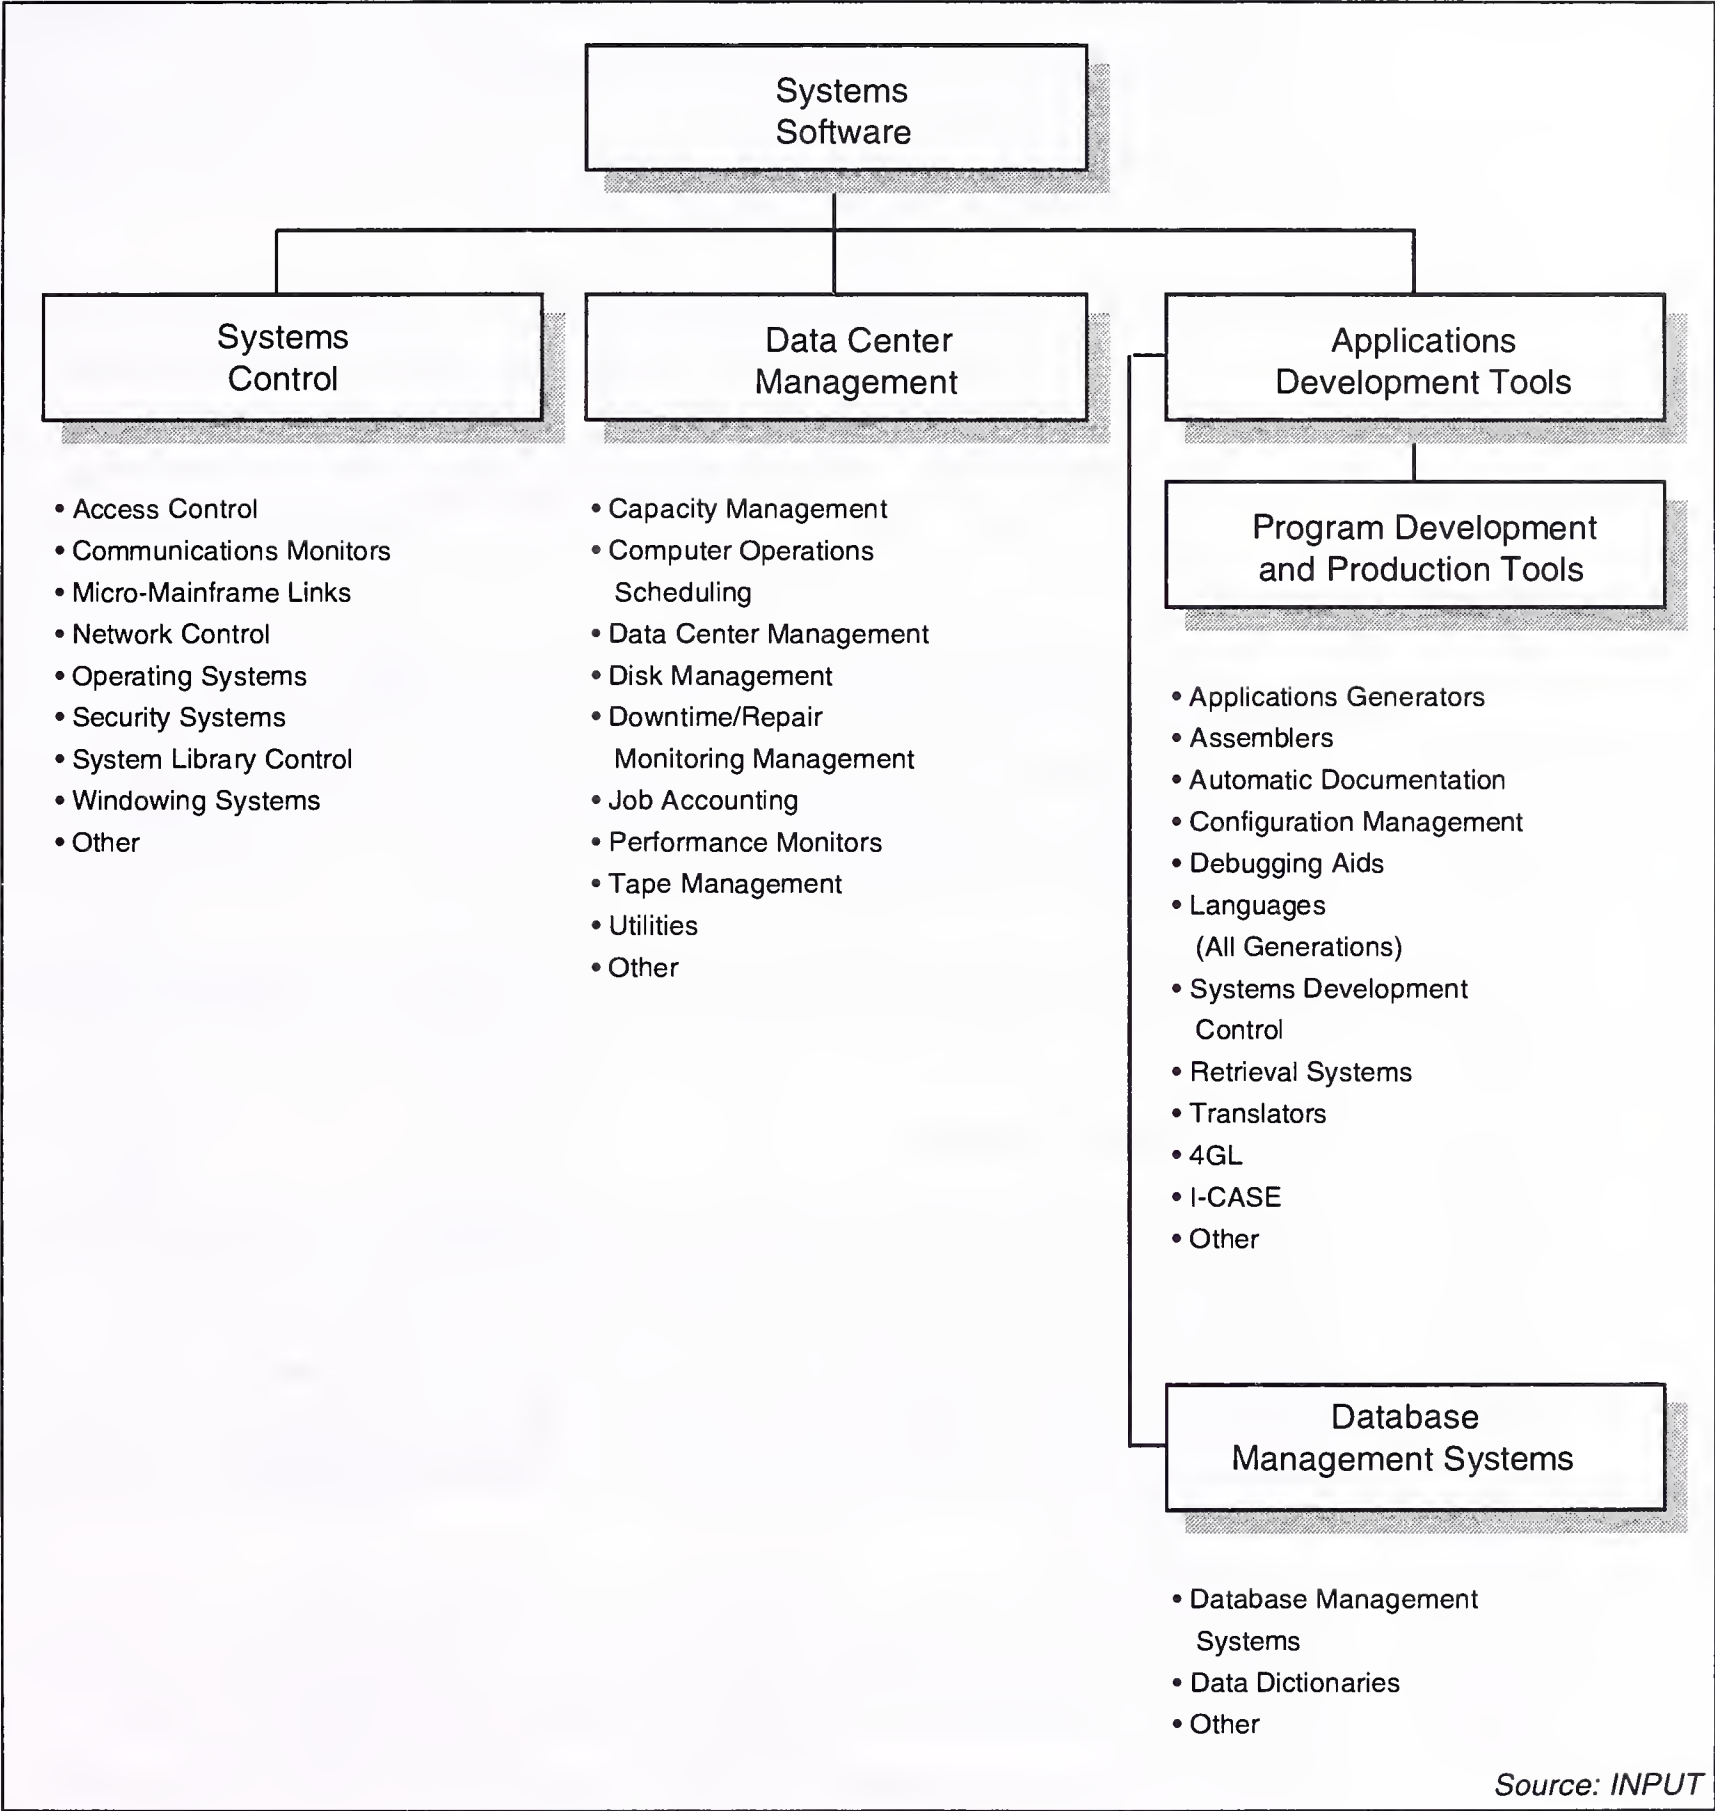 Systems
Software
Systems
Control
• Access Control
• Communications Monitors
• Micro-Mainframe Links
• Network Control
• Operating Systems
• Security Systems
• System Library Control
• Windowing Systems
• Other
Data Center
Management
• Capacity Management
• Computer Operations
Scheduling
• Data Center Management
• Disk Management
• Downtime/Repair
Monitoring Management
• Job Accounting
• Performance Monitors
• Tape Management
• Utilities
• Other
Applications
Development Tools
Program Development
and Production Tools
• Applications Generators
• Assemblers
• Automatic Documentation
• Configuration Management
• Debugging Aids
• Languages
(All Generations)
• Systems Development
Control
• Retrieval Systems
• Translators
• 4GL
• I-CASE
• Other
Database
Management Systems
• Database Management
Systems
• Data Dictionaries
• Other
Source: INPUT